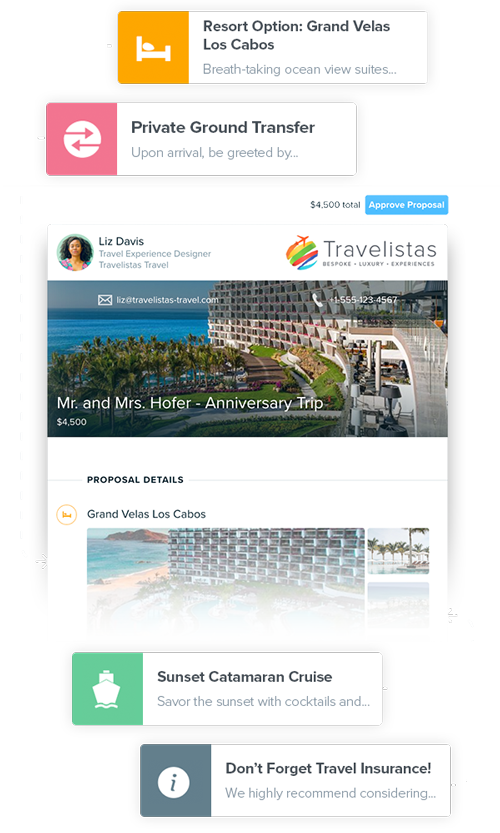 Resort Option: Grand Velas
Los Cabos
Breath-taking ocean view suites...
Private Ground Transfer
Upon arrival, be greeted by...
$4,500 total
Approve Proposal
Liz Davis
Travel Experience Designer
Travelistas Travel
Travelistas
BESPOKE • LUXURY • EXPERIENCES
liz@travelistas-travel.com
+1-555-123-4567
Mr. and Mrs. Hofer - Anniversary Trip
$4,500
PROPOSAL DETAILS
Grand Velas Los Cabos
Sunset Catamaran Cruise
Savor the sunset with cocktails and...
Don’t Forget Travel Insurance!
We highly recommend considering...